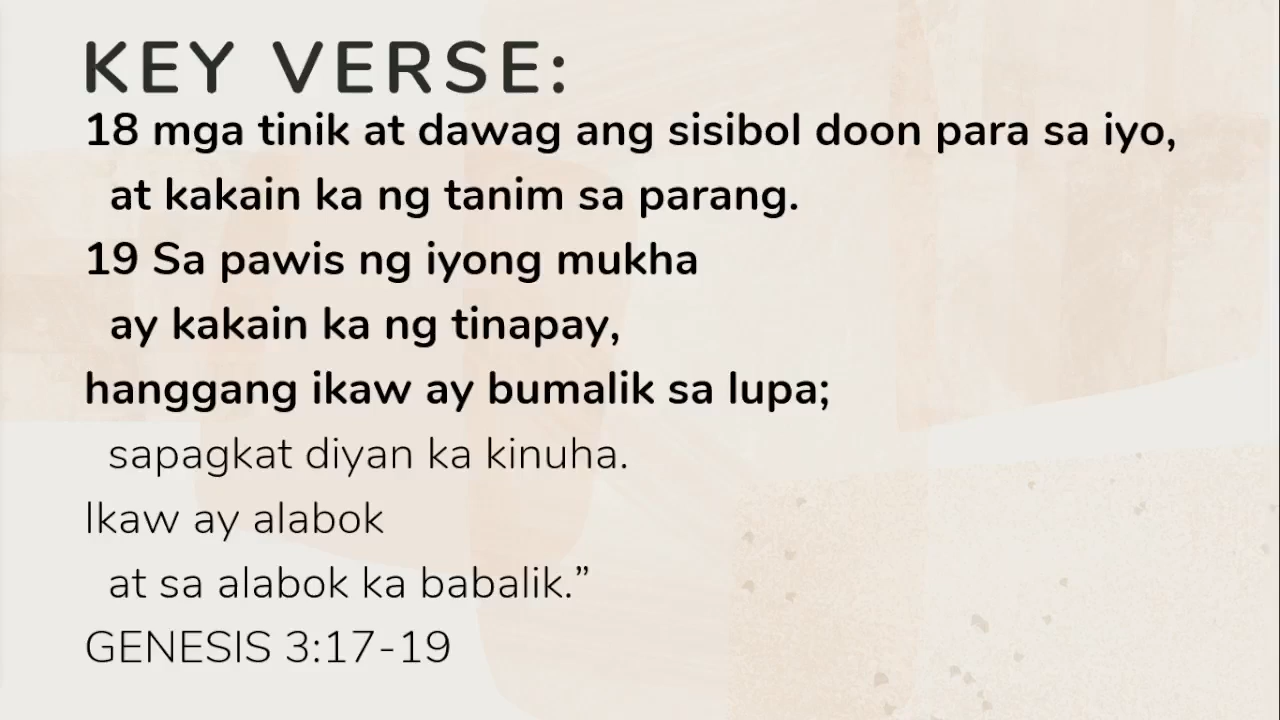 KEY VERSE:
18 mga tinik at dawag ang sisibol doon para sa iyo,
at kakain ka ng tanim sa parang.
19 Sa pawis ng iyong mukha
ay kakain ka ng tinapay,
hanggang ikaw ay bumalik sa lupa;
sapagkat diyan ka kinuha.
Ikaw ay alabok
at sa alabok ka babalik.”
GENESIS 3:17-19